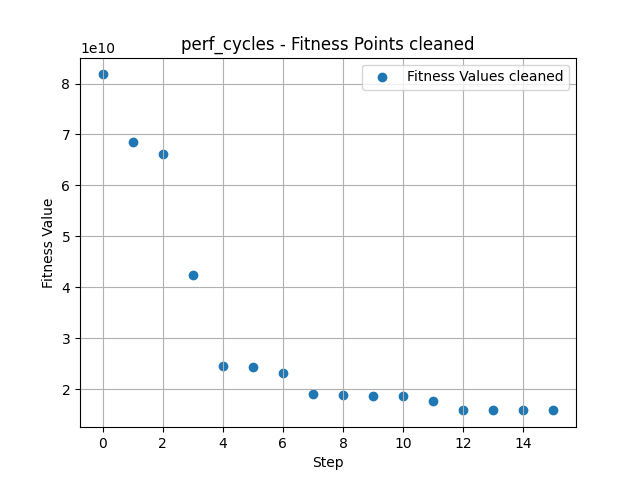 perf_cycles - Fitness Points cleaned
1e10
Fitness Values cleaned
8
7
6
5
4
3
2
Fitness Value
0 2 4 6 8 10 12 14
Step